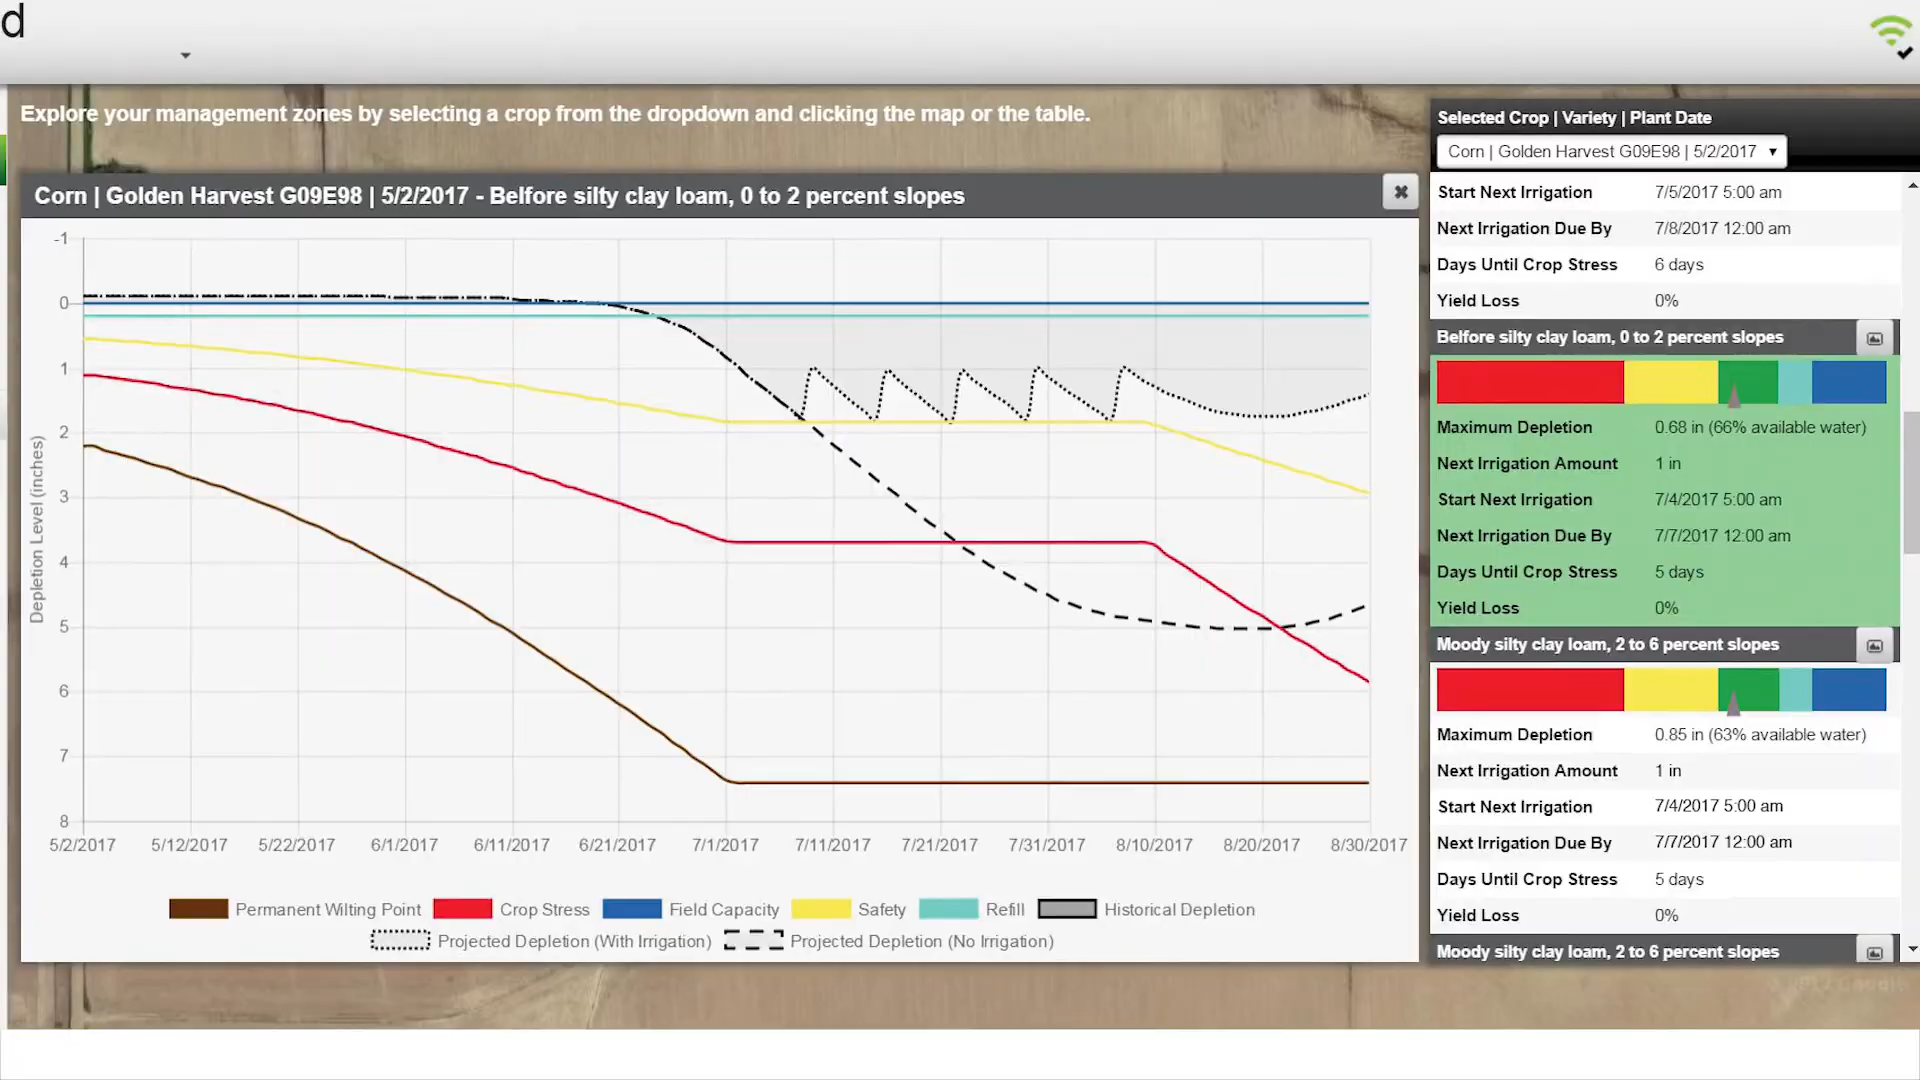 d
Explore your management zones by selecting a crop from the dropdown and clicking the map or the table.
Corn | Golden Harvest G09E98 | 5/2/2017 - Belfore silty clay loam, 0 to 2 percent slopes
Depletion Level (inches)
-1
0
1
2
3
4
5
6
7
8
5/2/2017 5/12/2017 5/22/2017 6/1/2017 6/11/2017 6/21/2017 7/1/2017 7/11/2017 7/21/2017 7/31/2017 8/10/2017 8/20/2017 8/30/2017
Permanent Wilting Point Crop Stress Field Capacity Safety Refill Historical Depletion
Projected Depletion (With Irrigation) Projected Depletion (No Irrigation)
Selected Crop | Variety | Plant Date
Corn | Golden Harvest G09E98 | 5/2/2017
Start Next Irrigation 7/5/2017 5:00 am
Next Irrigation Due By 7/8/2017 12:00 am
Days Until Crop Stress 6 days
Yield Loss 0%
Belfore silty clay loam, 0 to 2 percent slopes
Maximum Depletion 0.68 in (66% available water)
Next Irrigation Amount 1 in
Start Next Irrigation 7/4/2017 5:00 am
Next Irrigation Due By 7/7/2017 12:00 am
Days Until Crop Stress 5 days
Yield Loss 0%
Moody silty clay loam, 2 to 6 percent slopes
Maximum Depletion 0.85 in (63% available water)
Next Irrigation Amount 1 in
Start Next Irrigation 7/4/2017 5:00 am
Next Irrigation Due By 7/7/2017 12:00 am
Days Until Crop Stress 5 days
Yield Loss 0%
Moody silty clay loam, 2 to 6 percent slopes